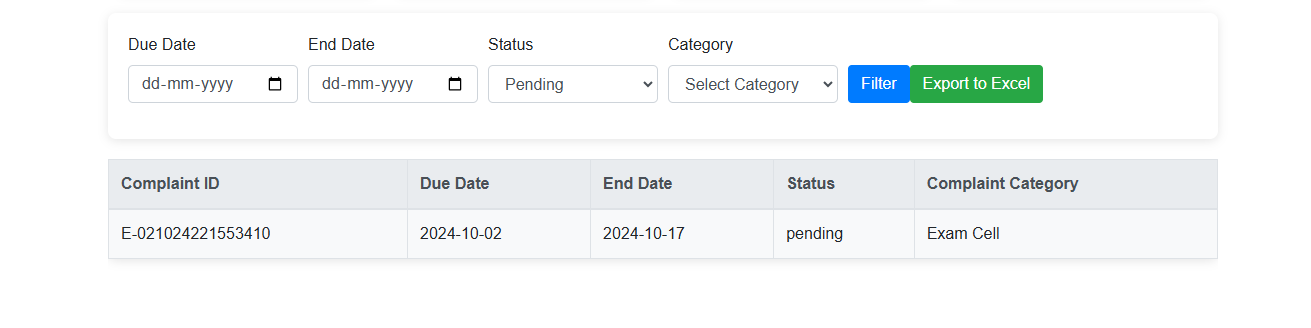 Due Date End Date Status Category
dd-mm-yyyy dd-mm-yyyy Pending Select Category Filter Export to Excel
Complaint ID Due Date End Date Status Complaint Category
E-021024221553410 2024-10-02 2024-10-17 pending Exam Cell